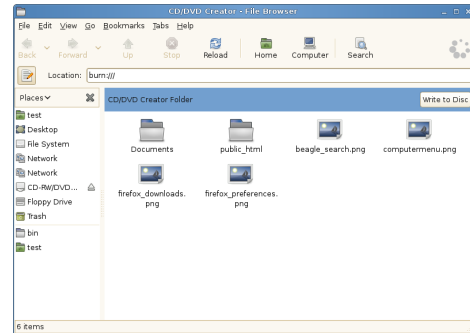 CD/DVD Creator - File Browser
File Edit View Go Bookmarks Tabs Help
Back Forward Up Stop Reload Home Computer Search
Location: burn:///
Places
CD/DVD Creator Folder
Write to Disc
test
Desktop
File System
Network
Network
CD-RW/DVD...
Floppy Drive
Trash
bin
test
Documents
public_html
beagle_search.png
computermenu.png
firefox_downloads.
png
firefox_preferences.
png
6 items